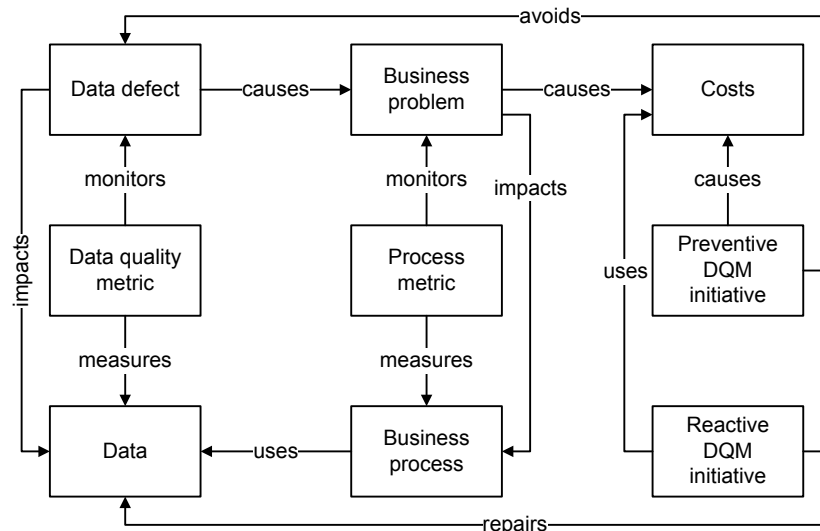 avoids
Data defect
causes
Business
problem
causes
Costs
monitors
monitors
impacts
causes
impacts
Data quality
metric
Process
metric
uses
Preventive
DQM
initiative
measures
measures
Data
uses
Business
process
Reactive
DQM
initiative
repairs